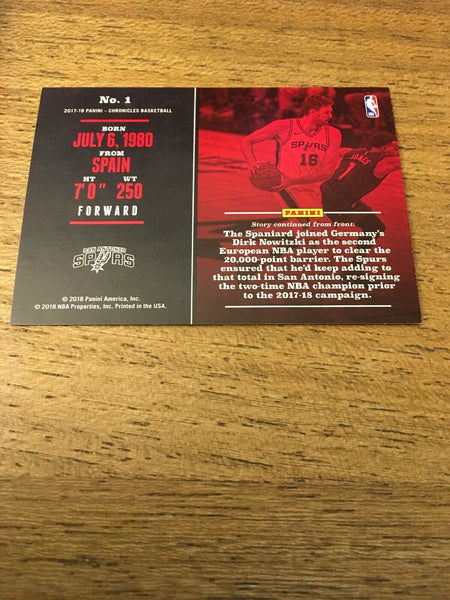 No. 1
2017-18 PANINI – CHRONICLES BASKETBALL
BORN
JULY 6, 1980
FROM
SPAIN
HT WT
7'0" 250
FORWARD
SAN ANTONIO
SPURS
© 2018 Panini America, Inc.
© 2018 NBA Properties, Inc. Printed in the USA.
SPURS
16
JONES
1
PANINI
Story continued from front:
The Spaniard joined Germany's
Dirk Nowitzki as the second
European NBA player to clear the
20,000-point barrier. The Spurs
ensured that he'd keep adding to
that total in San Antonio, re-signing
the two-time NBA champion prior
to the 2017-18 campaign.